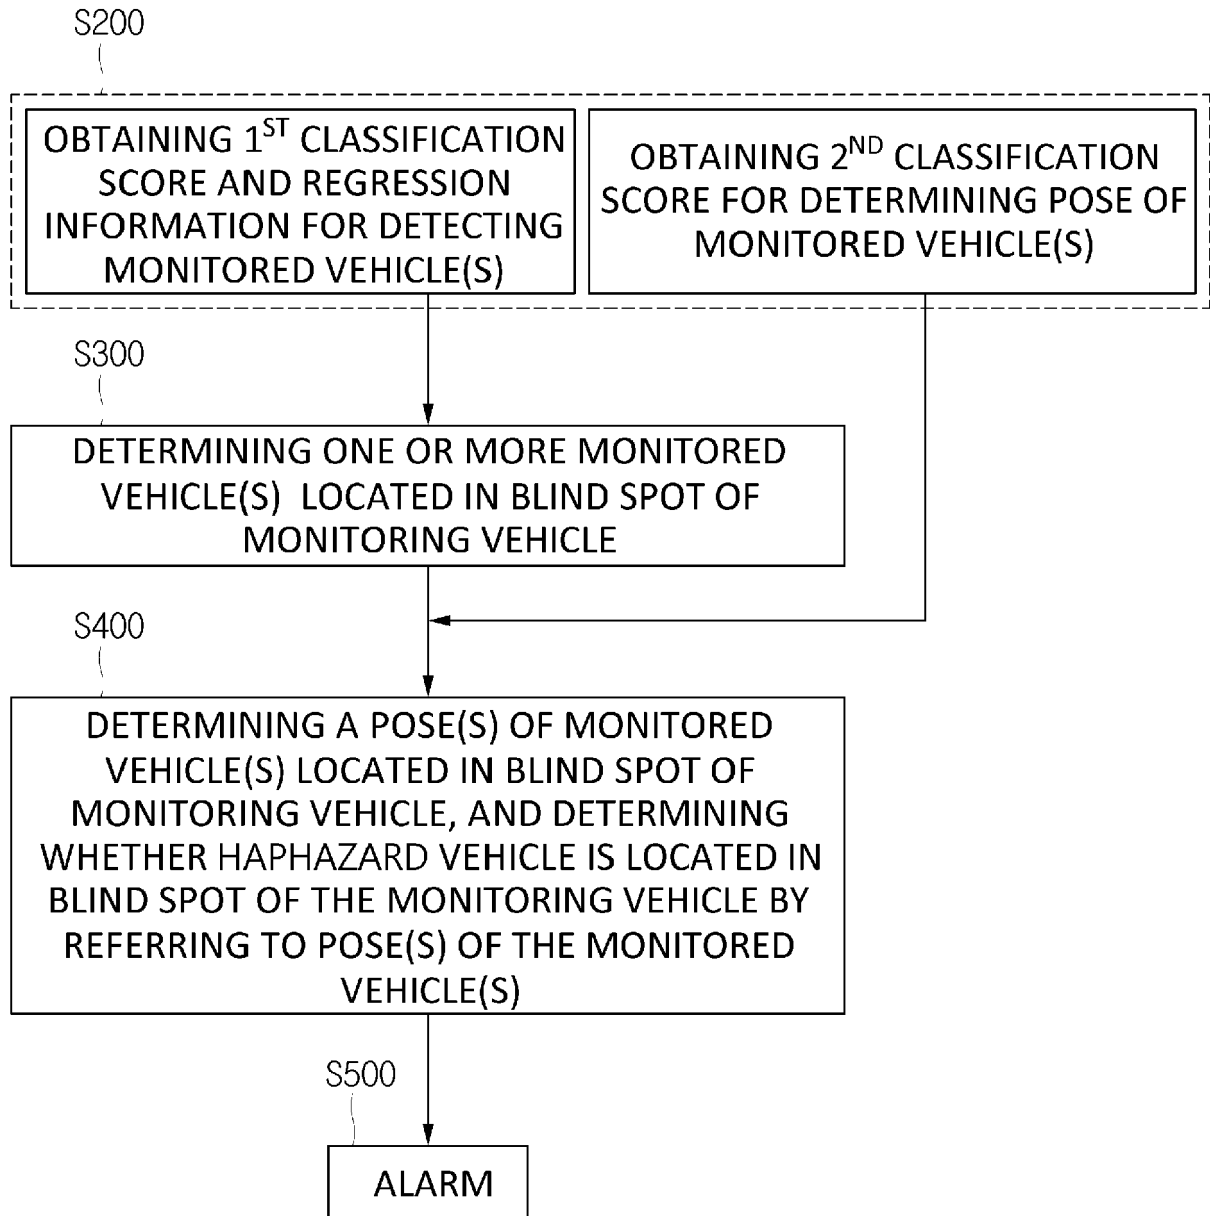 S200
OBTAINING 1ST CLASSIFICATION
SCORE AND REGRESSION
INFORMATION FOR DETECTING
MONITORED VEHICLE(S)
OBTAINING 2ND CLASSIFICATION
SCORE FOR DETERMINING POSE OF
MONITORED VEHICLE(S)
S300
DETERMINING ONE OR MORE MONITORED
VEHICLE(S) LOCATED IN BLIND SPOT OF
MONITORING VEHICLE
S400
DETERMINING A POSE(S) OF MONITORED
VEHICLE(S) LOCATED IN BLIND SPOT OF
MONITORING VEHICLE, AND DETERMINING
WHETHER HAPHAZARD VEHICLE IS LOCATED IN
BLIND SPOT OF THE MONITORING VEHICLE BY
REFERRING TO POSE(S) OF THE MONITORED
VEHICLE(S)
S500
ALARM